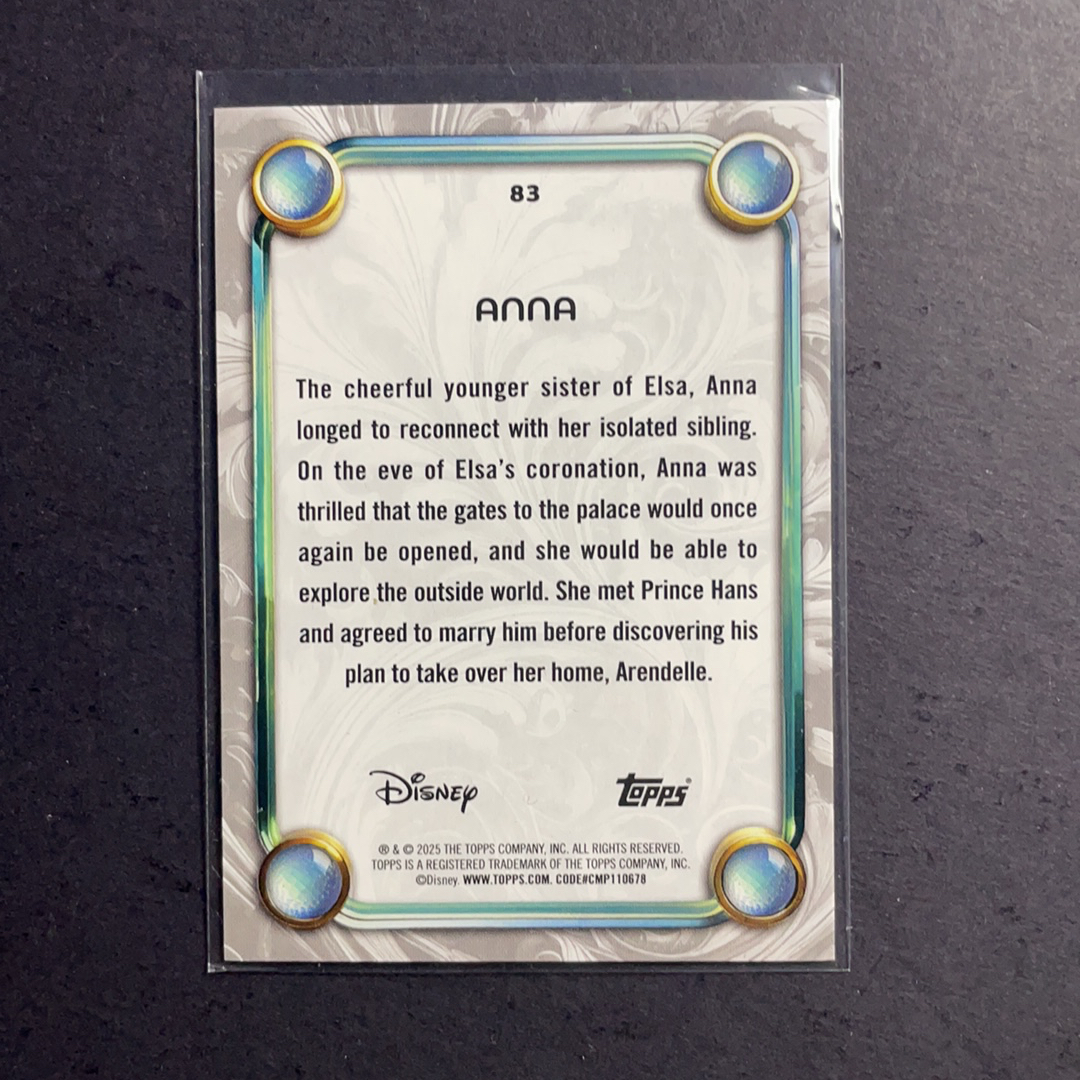 83
ANNA
The cheerful younger sister of Elsa, Anna
longed to reconnect with her isolated sibling.
On the eve of Elsa's coronation, Anna was
thrilled that the gates to the palace would once
again be opened, and she would be able to
explore the outside world. She met Prince Hans
and agreed to marry him before discovering his
plan to take over her home, Arendelle.
Disney topps®
® & © 2025 THE TOPPS COMPANY, INC. ALL RIGHTS RESERVED.
TOPPS IS A REGISTERED TRADEMARK OF THE TOPPS COMPANY, INC.
©Disney. WWW.TOPPS.COM. CODE#CMP110678